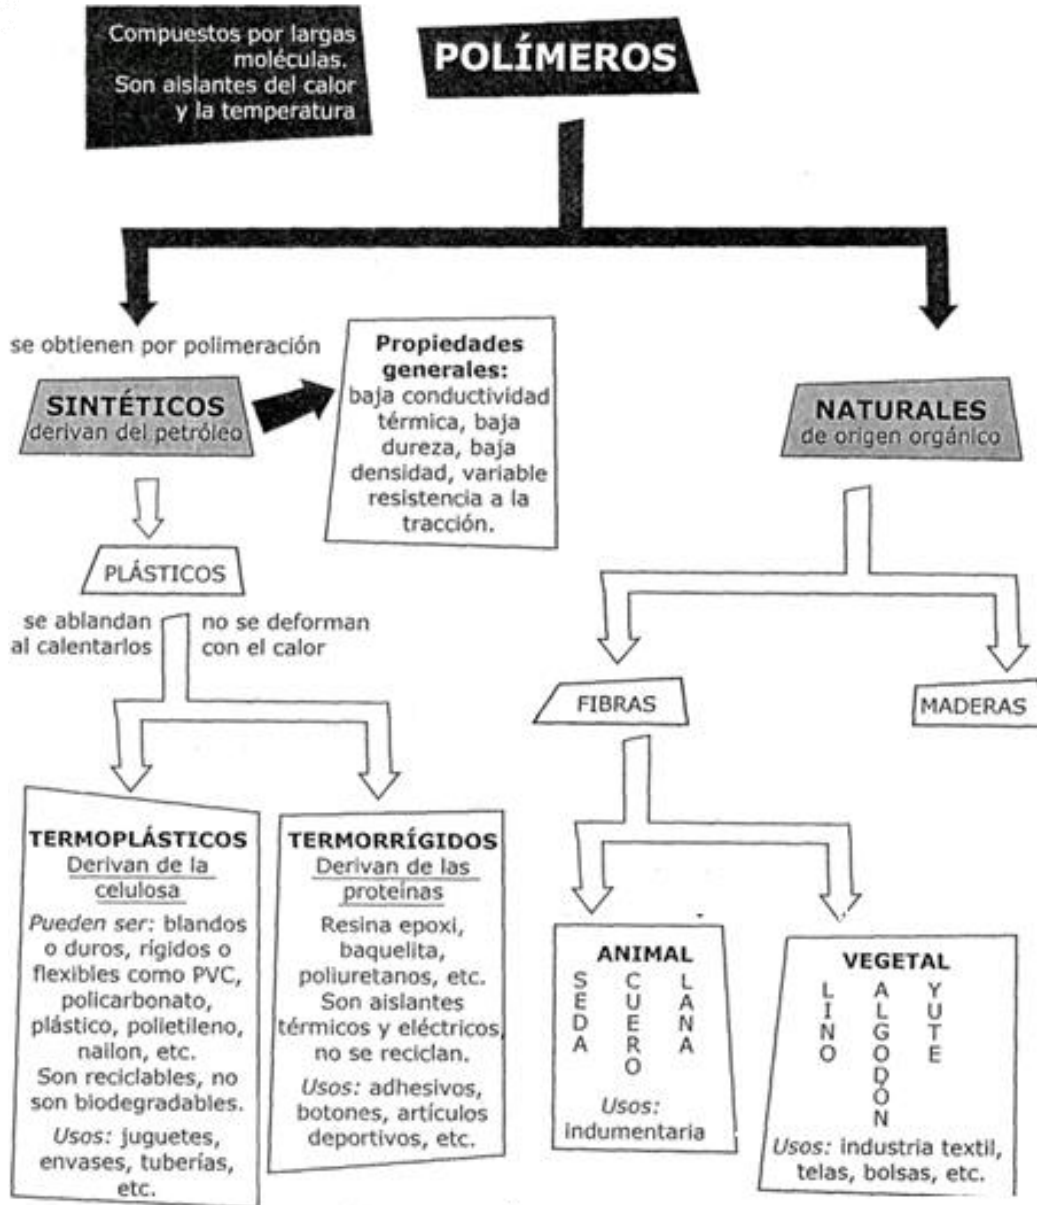 Compuestos por largas
moléculas.
Son aislantes del calor
y la temperatura
POLÍMEROS
se obtienen por polimeración
SINTÉTICOS
derivan del petróleo
Propiedades
generales:
baja conductividad
térmica, baja
dureza, baja
densidad, variable
resistencia a la
tracción.
NATURALES
de origen orgánico
PLÁSTICOS
se ablandan
al calentarlos
no se deforman
con el calor
FIBRAS
MADERAS
TERMOPLÁSTICOS
Derivan de la
celulosa
Pueden ser: blandos
o duros, rígidos o
flexibles como PVC,
policarbonato,
plástico, polietileno,
nailon, etc.
Son reciclables, no
son biodegradables.
Usos: juguetes,
envases, tuberías,
etc.
TERMORRÍGIDOS
Derivan de las
proteínas
Resina epoxi,
baquelita,
poliuretanos, etc.
Son aislantes
térmicos y eléctricos,
no se reciclan.
Usos: adhesivos,
botones, artículos
deportivos, etc.
ANIMAL
SEDA
CUERO
LANA
Usos:
indumentaria
VEGETAL
LINO
ALGODÓN
YUTE
Usos: industria textil,
telas, bolsas, etc.